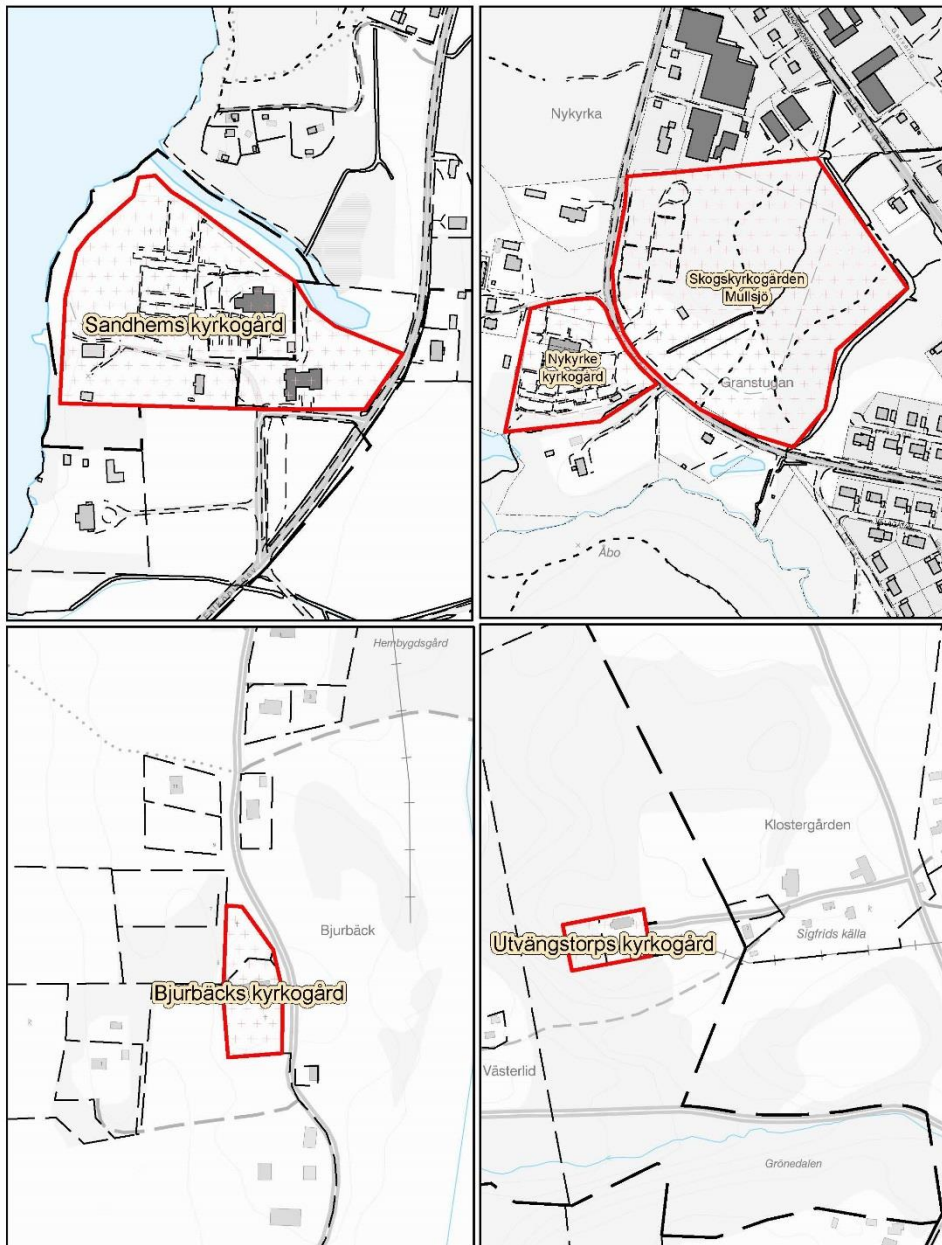 Sandhems kyrkogård
Nykyrka
Skogskyrkogården
Mullsjö
Nykyrke
kyrkogård
Granstugan
Åbo
Hembygdsgård
Bjurbäck
Bjurbäcks kyrkogård
Klostergården
Utvängstorps kyrkogård
Sigfrids källa
Västerlid
Grönedalen